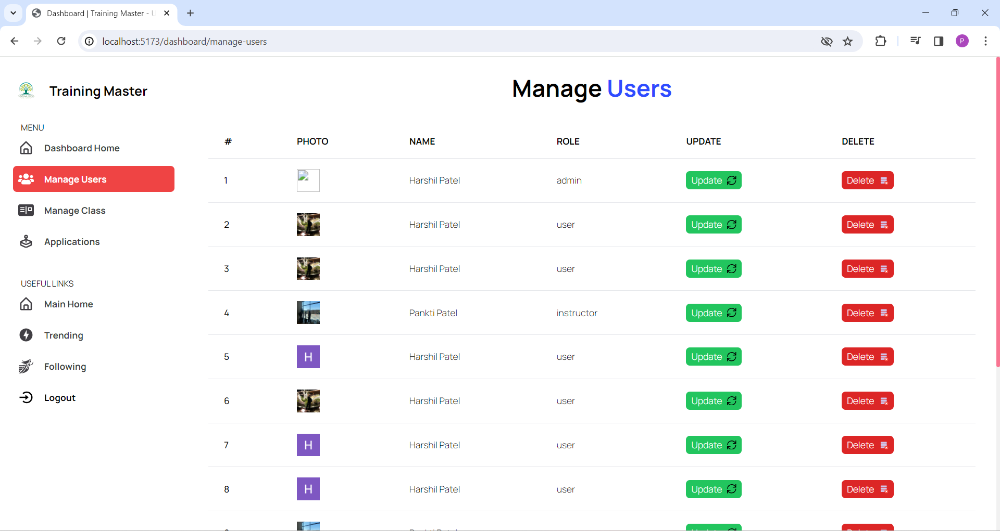 Dashboard | Training Master -
localhost:5173/dashboard/manage-users
P
YOGA LOGO
Training Master
MENU
Dashboard Home
Manage Users
Manage Class
Applications
USEFUL LINKS
Main Home
Trending
Following
Logout
Manage Users
# PHOTO NAME ROLE UPDATE DELETE
1 Harshil Patel admin Update Delete
2 Harshil Patel user Update Delete
3 Harshil Patel user Update Delete
4 Pankti Patel instructor Update Delete
5 H Harshil Patel user Update Delete
6 Harshil Patel user Update Delete
7 H Harshil Patel user Update Delete
8 H Harshil Patel user Update Delete